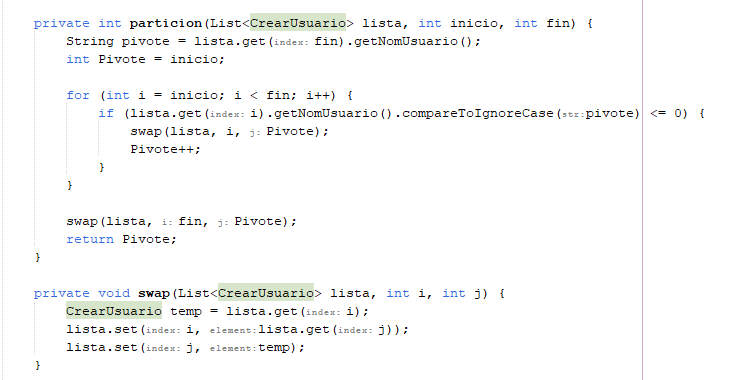 private int particion(List<CrearUsuario> lista, int inicio, int fin) {
String pivote = lista.get(index: fin).getNomUsuario();
int Pivote = inicio;
for (int i = inicio; i < fin; i++) {
if (lista.get(index: i).getNomUsuario().compareToIgnoreCase(str:pivote) <= 0) {
swap(lista, i, j: Pivote);
Pivote++;
}
}
swap(lista, i: fin, j: Pivote);
return Pivote;
}
private void swap(List<CrearUsuario> lista, int i, int j) {
CrearUsuario temp = lista.get(index: i);
lista.set(index: i, element:lista.get(index: j));
lista.set(index: j, element:temp);
}